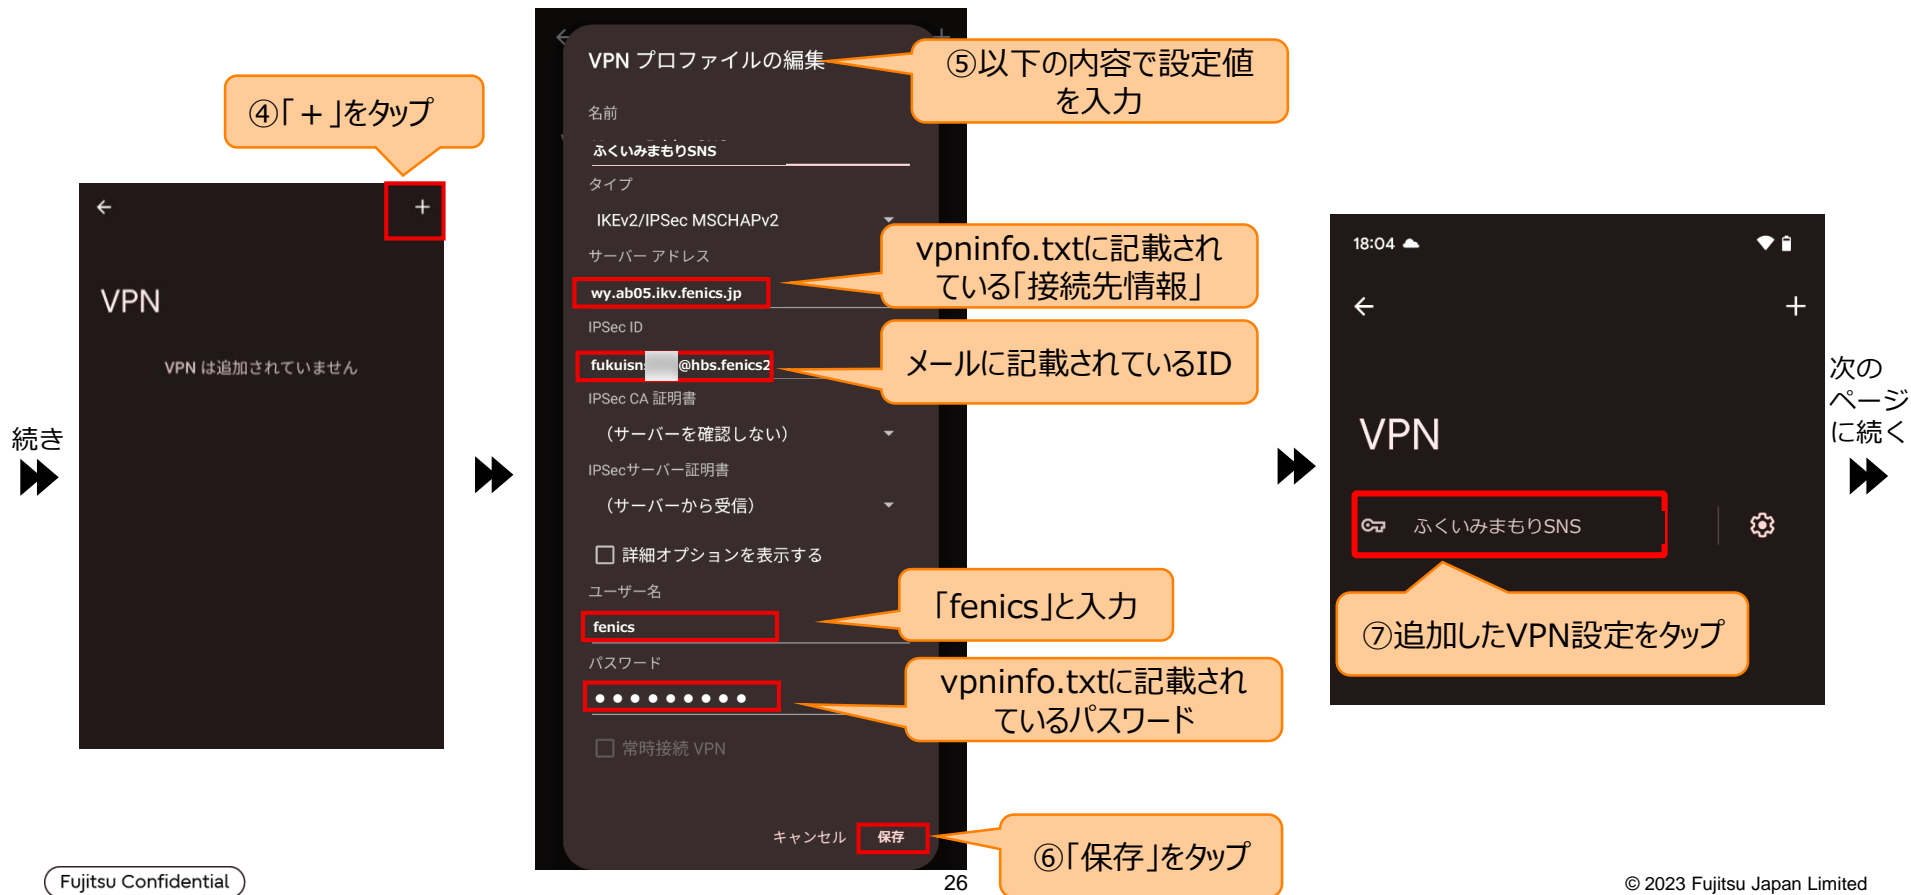 続き
④「＋」をタップ
←
+
VPN
VPN は追加されていません
VPN プロファイルの編集
⑤以下の内容で設定値
を入力
名前
ふくいみまもりSNS
タイプ
IKEv2/IPSec MSCHAPv2
サーバー アドレス
vpninfo.txtに記載され
ている「接続先情報」
wy.ab05.ikv.fenics.jp
IPSec ID
メールに記載されているID
fukuisn
@hbs.fenics2
IPSec CA 証明書
（サーバーを確認しない）
IPSecサーバー証明書
（サーバーから受信）
詳細オプションを表示する
ユーザー名
「fenics」と入力
fenics
パスワード
vpninfo.txtに記載され
ているパスワード
•••••••••
常時接続 VPN
キャンセル 保存
⑥「保存」をタップ
18:04
←
+
VPN
ふくいみまもりSNS
⑦追加したVPN設定をタップ
次の
ページ
に続く
Fujitsu Confidential
26
© 2023 Fujitsu Japan Limited